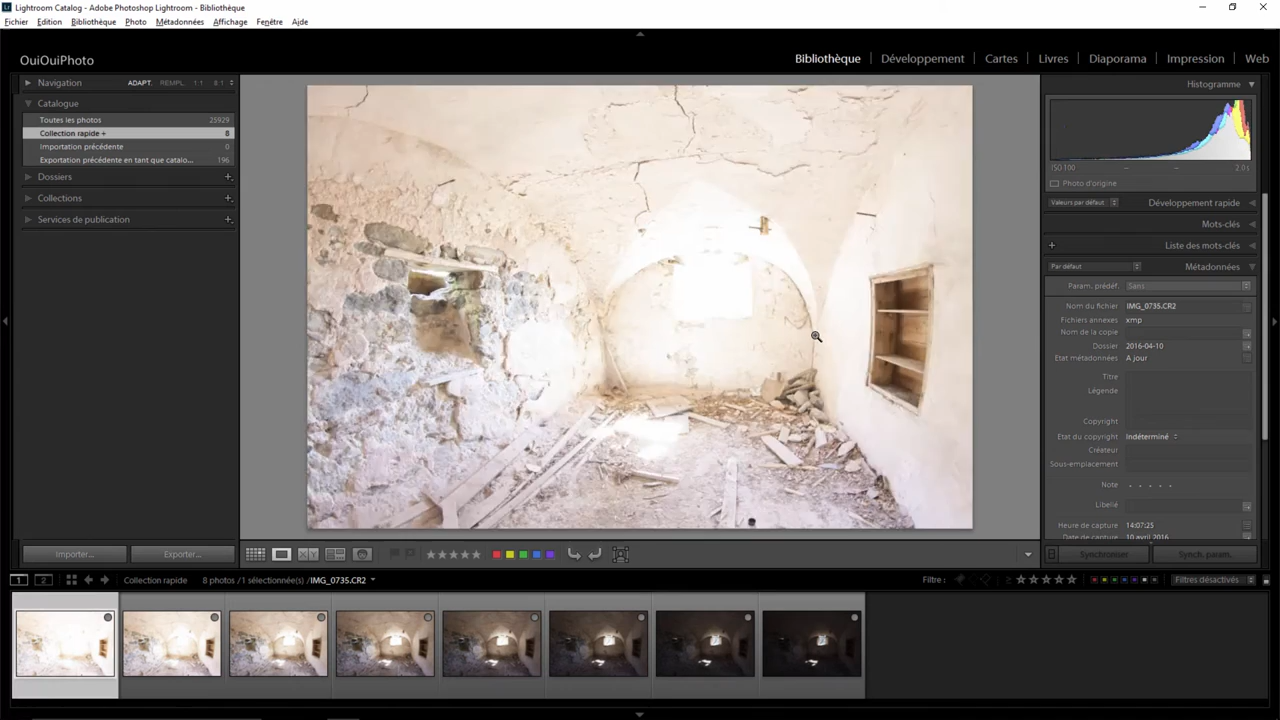 Lightroom Catalog - Adobe Photoshop Lightroom - Bibliothèque
Fichier Edition Bibliothèque Photo Métadonnées Affichage Fenêtre Aide
OuiOuiPhoto
Bibliothèque Développement Cartes Livres Diaporama Impression Web
Navigation ADAPT. REMPL. 1:1 8:1
Catalogue
Toutes les photos 25929
Collection rapide + 8
Importation précédente 0
Exportation précédente en tant que catalo... 196
Dossiers +
Collections +
Services de publication +
Importer... Exporter...
Histogramme
ISO 100 2.0s
Photo d'origine
Valeurs par défaut Développement rapide
Mots-clés
+ Liste des mots-clés
Par défaut Métadonnées
Param. prédéf. Sans
Nom du fichier IMG_0735.CR2
Fichiers annexes xmp
Nom de la copie
Dossier 2016-04-10
Etat métadonnées A jour
Titre
Légende
Copyright
Etat du copyright Indéterminé
Créateur
Sous-emplacement
Note
Libellé
Heure de capture 14:07:25
Date de capture 10 avril 2016
Synchroniser Synch. param.
1 2 Collection rapide 8 photos / 1 sélectionnée(s) / IMG_0735.CR2 Filtre : Filtres désactivés